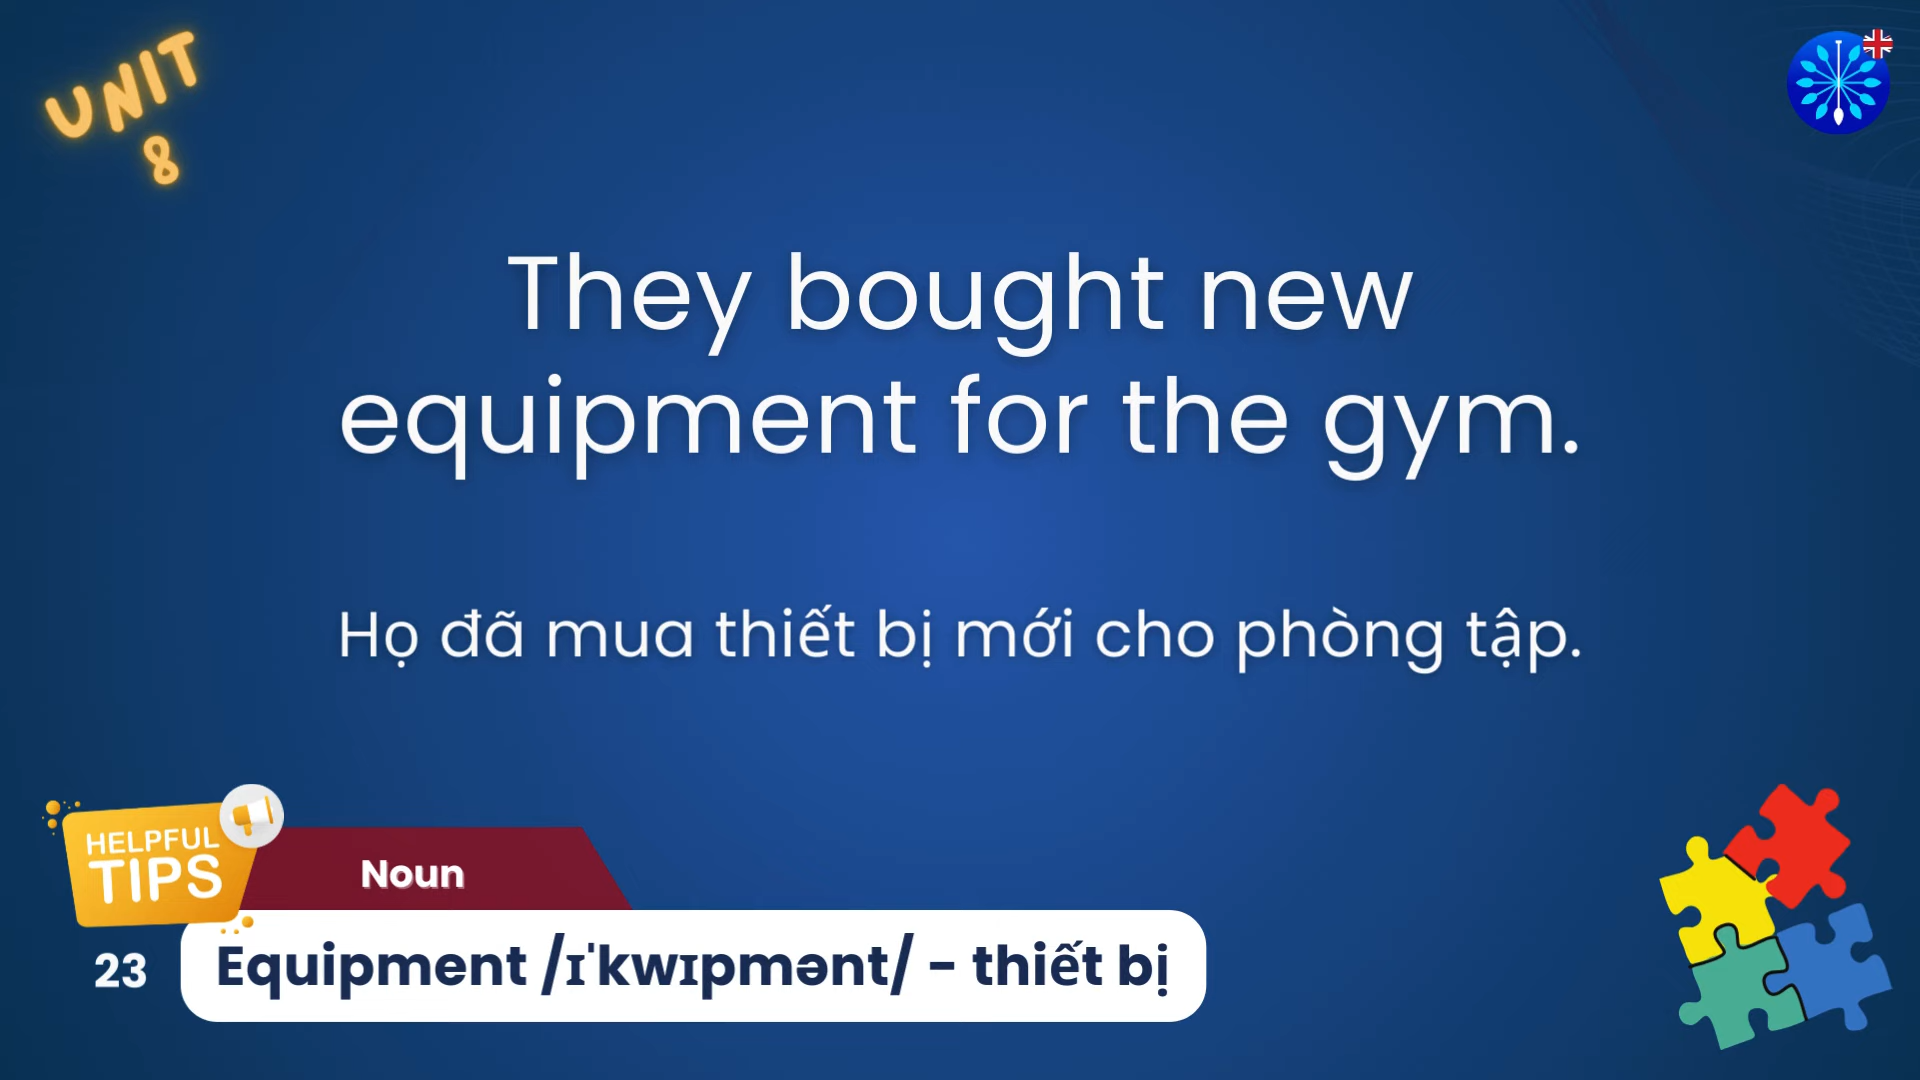 UNIT
8
They bought new
equipment for the gym.
Họ đã mua thiết bị mới cho phòng tập.
HELPFUL
TIPS
Noun
23
Equipment /ɪˈkwɪpmənt/ - thiết bị